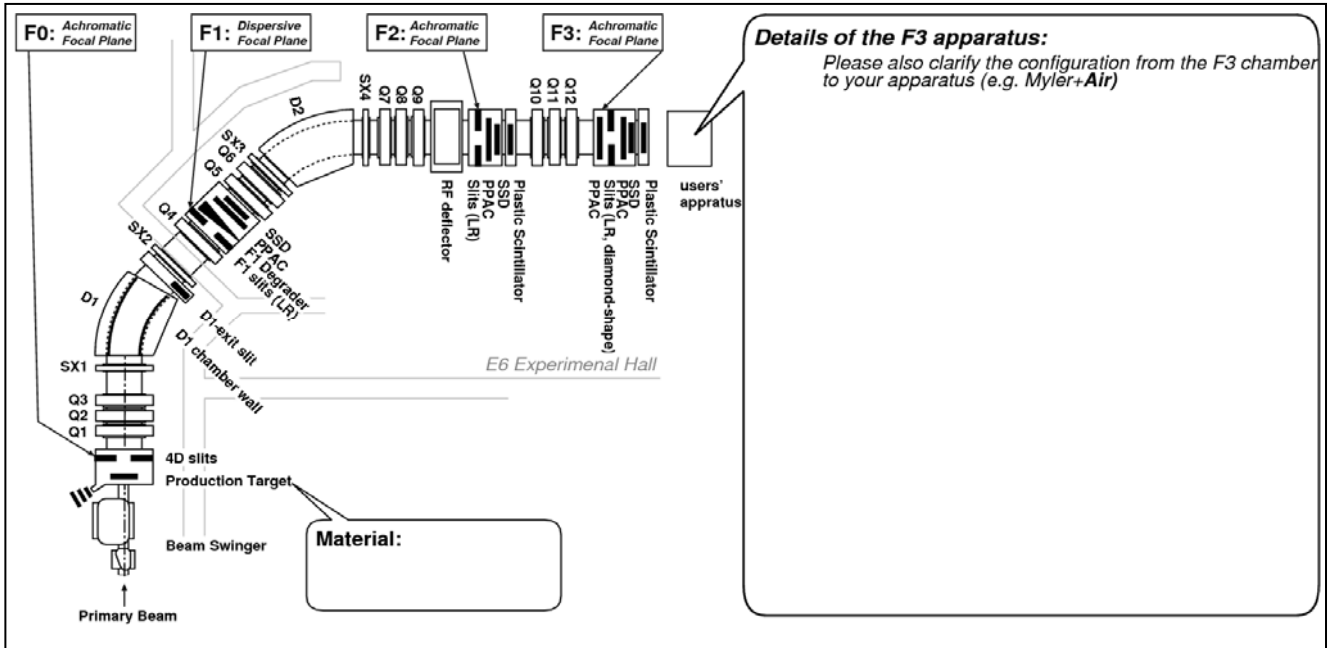 F0: Achromatic
Focal Plane
F1: Dispersive
Focal Plane
F2: Achromatic
Focal Plane
F3: Achromatic
Focal Plane
Details of the F3 apparatus:
Please also clarify the configuration from the F3 chamber
to your apparatus (e.g. Myler+Air)
D2
SX4
Q7
Q8
Q9
Q10
Q11
Q12
SX3
Q6
Q5
Q4
SX2
D1
SSD
PPAC
F1 Degrader
F1 slits (LR)
D1-exit slit
D1 chamber wall
RF deflector
Plastic Scintillator
SSD
PPAC
Slits (LR)
Plastic Scintillator
SSD
PPAC
Slits (LR, diamond-shape)
PPAC
users'
appratus
E6 Experimenal Hall
SX1
Q3
Q2
Q1
4D slits
Production Target
Material:
Beam Swinger
Primary Beam